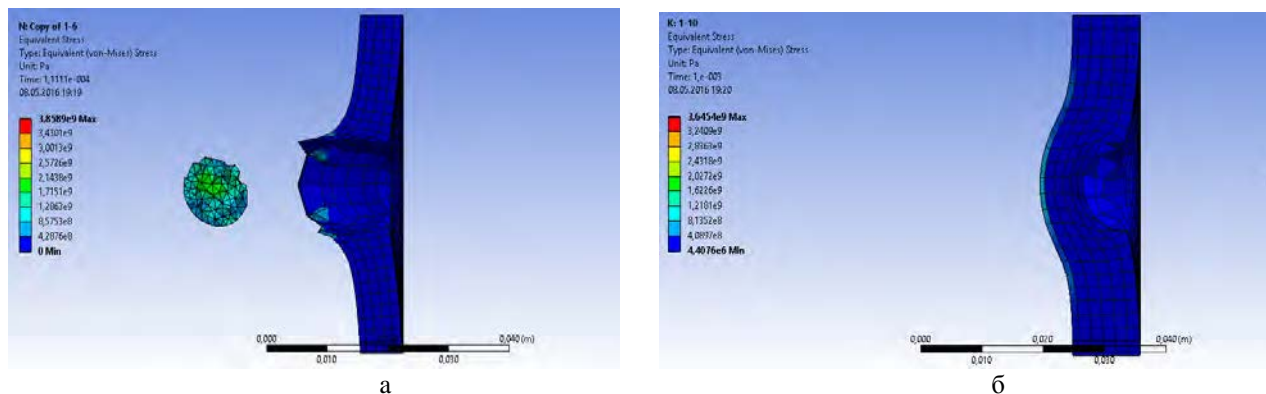 N: Copy of 1-6
Equivalent Stress
Type: Equivalent (von-Mises) Stress
Unit: Pa
Time: 1,1111e-004
08.05.2016 19:19
3,8589e9 Max
3,4301e9
3,0013e9
2,5726e9
2,1438e9
1,7151e9
1,2863e9
8,5753e8
4,2876e8
0 Min
0,000
0,010
0,030
0,040 (m)
а
K: 1-10
Equivalent Stress
Type: Equivalent (von-Mises) Stress
Unit: Pa
Time: 1,e-003
08.05.2016 19:20
3,6454e9 Max
3,2409e9
2,8363e9
2,4318e9
2,0272e9
1,6226e9
1,2181e9
8,1352e8
4,0897e8
4,4076e6 Min
0,000
0,010
0,020
0,030
0,040 (m)
б